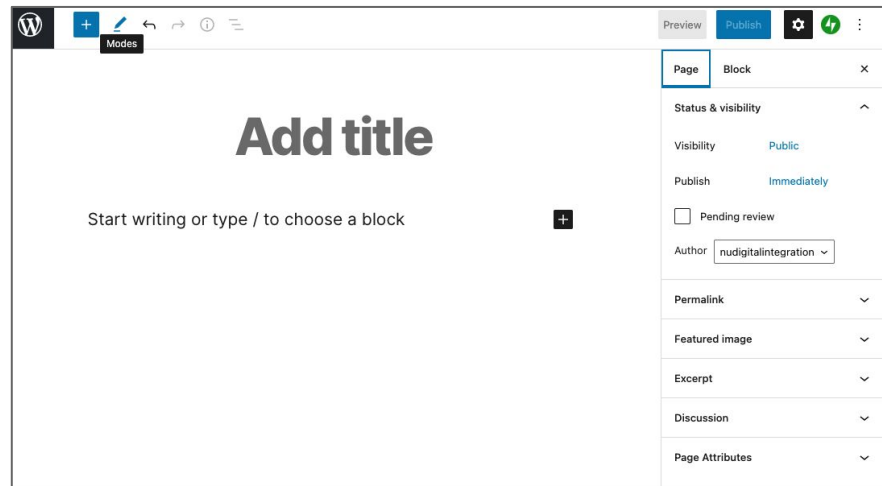 Preview
Publish
Modes
Page Block
Status & visibility
Add title
Visibility Public
Start writing or type / to choose a block
Publish Immediately
Pending review
Author nudigitalintegration
Permalink
Featured image
Excerpt
Discussion
Page Attributes